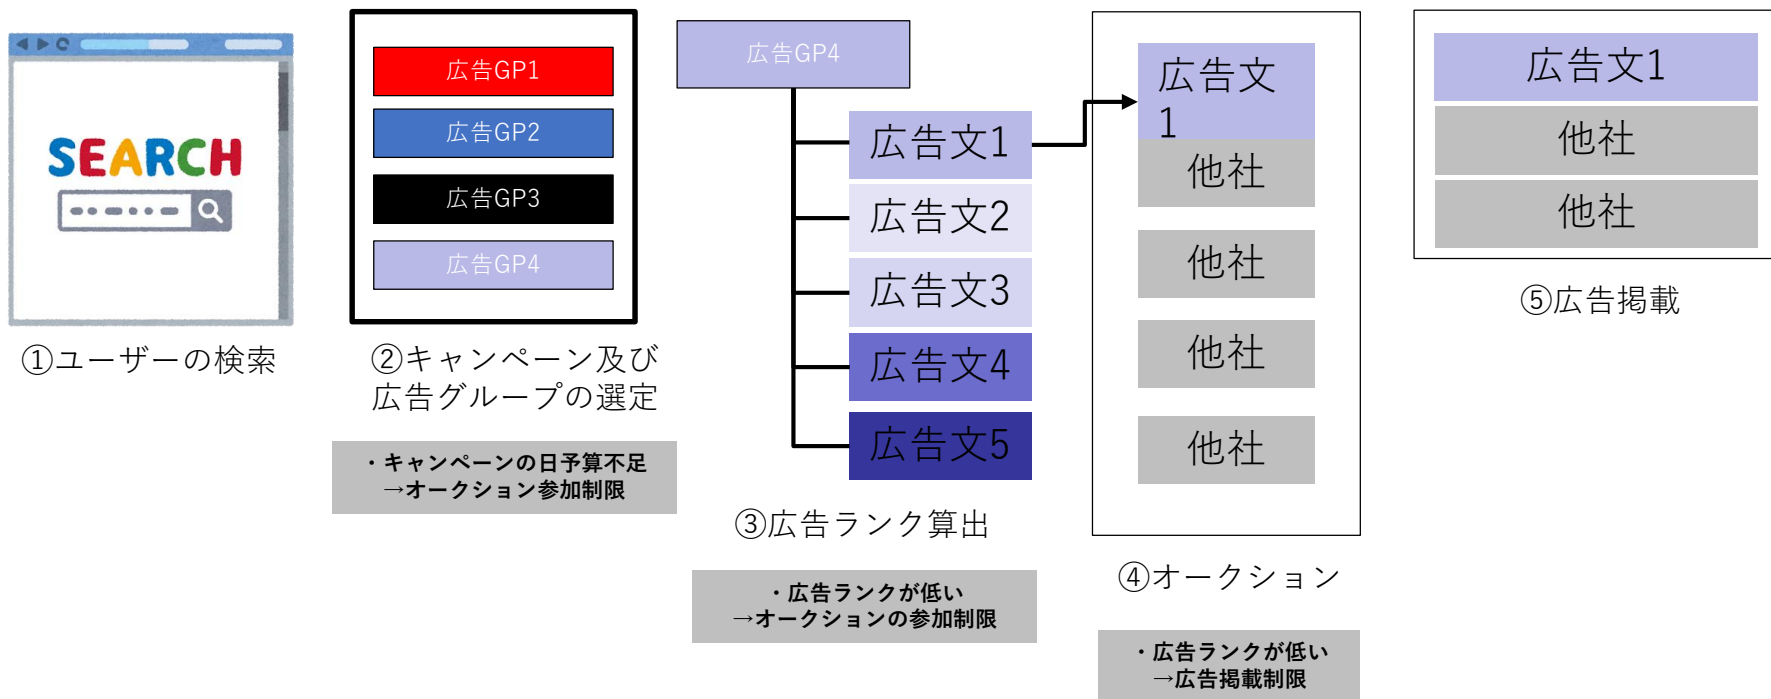 SEARCH
①ユーザーの検索
広告GP1
広告GP2
広告GP3
広告GP4
②キャンペーン及び
広告グループの選定
・キャンペーンの日予算不足
→オークション参加制限
広告GP4
広告文1
広告文2
広告文3
広告文4
広告文5
③広告ランク算出
・広告ランクが低い
→オークションの参加制限
広告文
1
他社
他社
他社
他社
④オークション
・広告ランクが低い
→広告掲載制限
広告文1
他社
他社
⑤広告掲載